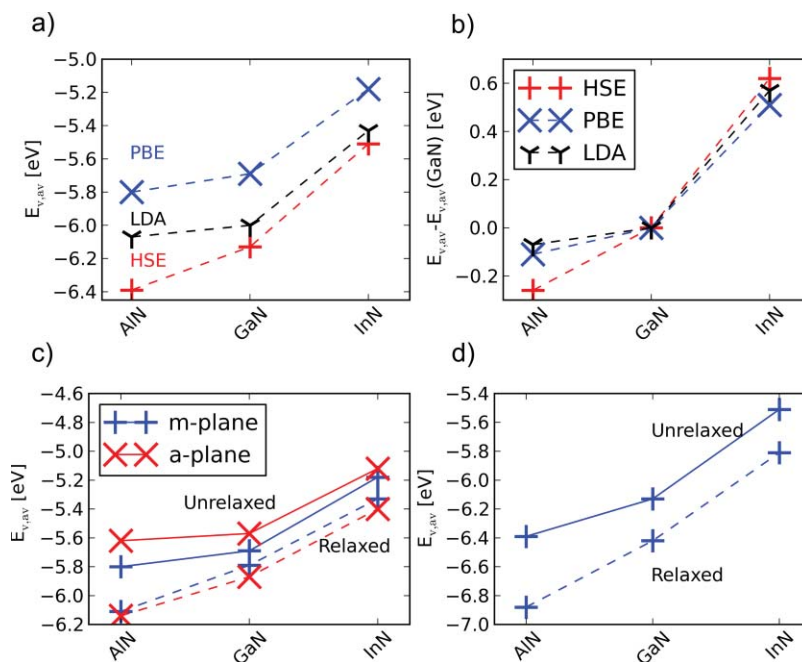 a)
E_v,av [eV]
−5.0
−5.2
−5.4
−5.6
−5.8
−6.0
−6.2
−6.4
PBE
LDA
HSE
AlN
GaN
InN
b)
E_v,av-E_v,av(GaN) [eV]
0.6
0.4
0.2
0.0
−0.2
HSE
PBE
LDA
AlN
GaN
InN
c)
E_v,av [eV]
−4.6
−4.8
−5.0
−5.2
−5.4
−5.6
−5.8
−6.0
−6.2
m-plane
a-plane
Unrelaxed
Relaxed
AlN
GaN
InN
d)
E_v,av [eV]
−5.4
−5.6
−5.8
−6.0
−6.2
−6.4
−6.6
−6.8
−7.0
Unrelaxed
Relaxed
AlN
GaN
InN